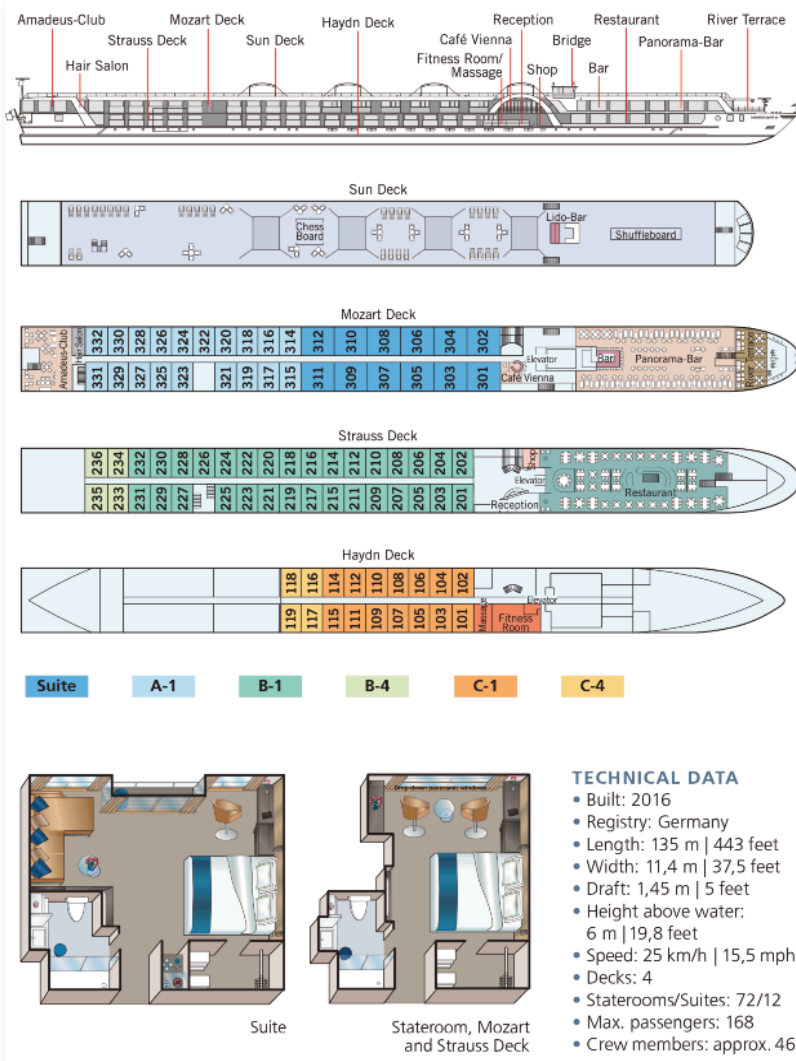 Amadeus-Club
Mozart Deck
Reception
Restaurant
River Terrace
Haydn Deck
Strauss Deck
Sun Deck
Café Vienna
Bridge
Panorama-Bar
Hair Salon
Fitness Room/
Massage
Shop
Bar
Sun Deck
Chess
Board
Lido-Bar
Shuffleboard
Mozart Deck
Amadeus-Club
Hair Salon
332 330 328 326 324 322 320 318 316 314 312 310 308 306 304 302
331 329 327 325 323 321 319 317 315 311 309 307 305 303 301
Elevator
Café Vienna
Bar
Panorama-Bar
River Terrace
Strauss Deck
236 234 232 230 228 226 224 222 220 218 216 214 212 210 208 206 204 202
235 233 231 229 227 225 223 221 219 217 215 211 209 207 205 203 201
Shop
Elevator
Reception
Restaurant
Haydn Deck
118 116 114 112 110 108 106 104 102
119 117 115 111 109 107 105 103 101
Massage
Fitness
Room
Elevator
Suite
A-1
B-1
B-4
C-1
C-4
Drop-down panoramic windows
Suite
Stateroom, Mozart
and Strauss Deck
TECHNICAL DATA
• Built: 2016
• Registry: Germany
• Length: 135 m | 443 feet
• Width: 11,4 m | 37,5 feet
• Draft: 1,45 m | 5 feet
• Height above water:
6 m | 19,8 feet
• Speed: 25 km/h | 15,5 mph
• Decks: 4
• Staterooms/Suites: 72/12
• Max. passengers: 168
• Crew members: approx. 46